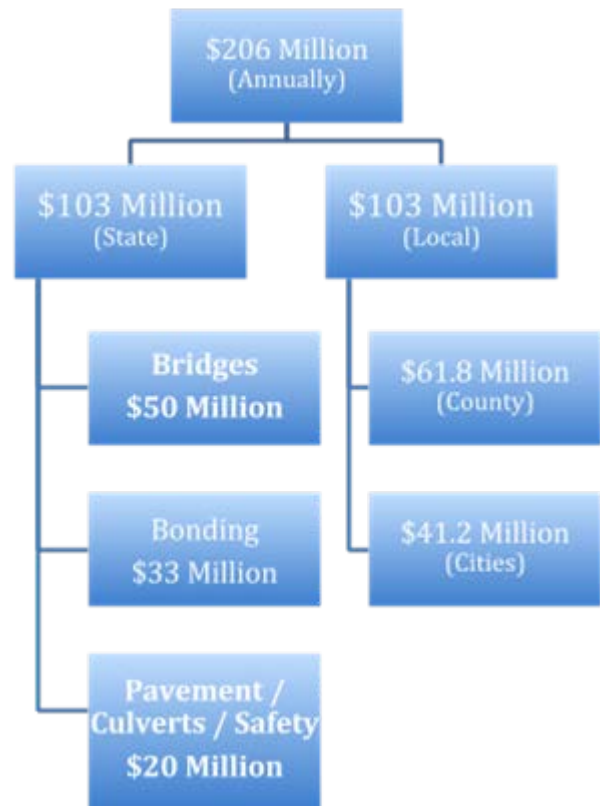 $206 Million
(Annually)
$103 Million
(State)
$103 Million
(Local)
Bridges
$50 Million
$61.8 Million
(County)
Bonding
$33 Million
$41.2 Million
(Cities)
Pavement /
Culverts / Safety
$20 Million